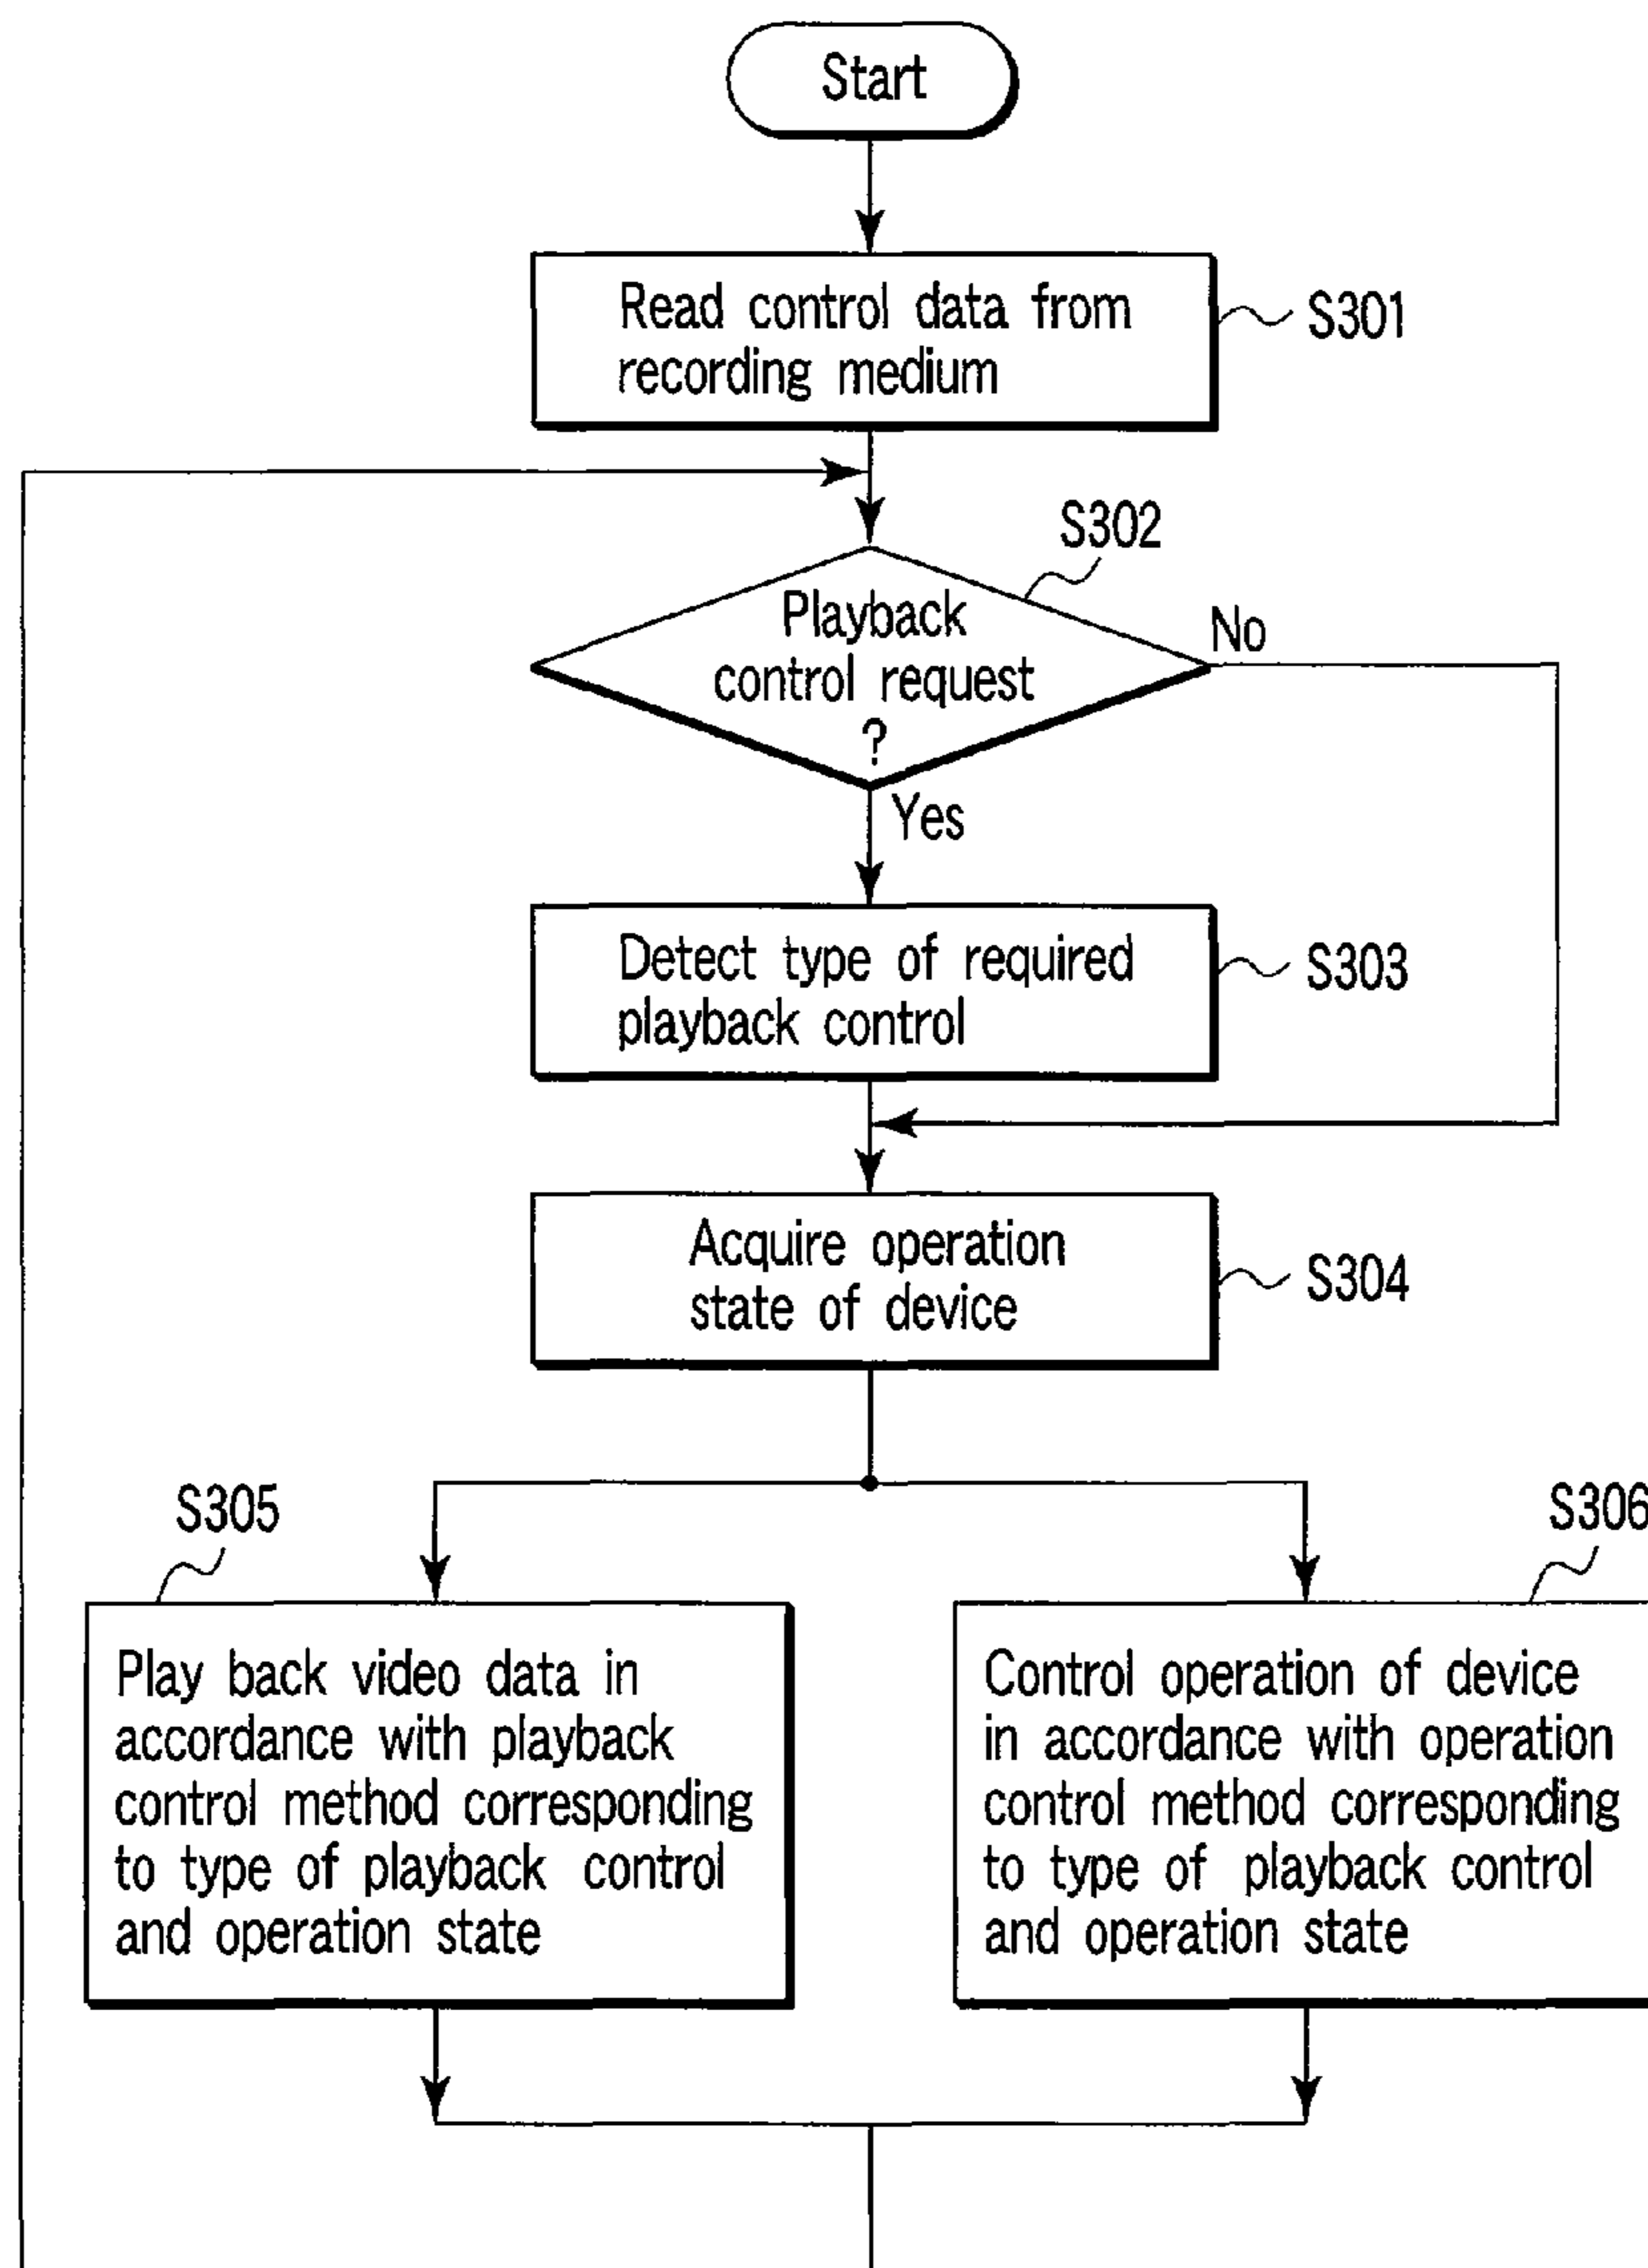 Start
Read control data from
recording medium
S301
S302
Playback
control request
?
No
Yes
Detect type of required
playback control
S303
Acquire operation
state of device
S304
S305
S306
Play back video data in
accordance with playback
control method corresponding
to type of playback control
and operation state
Control operation of device
in accordance with operation
control method corresponding
to type of playback control
and operation state